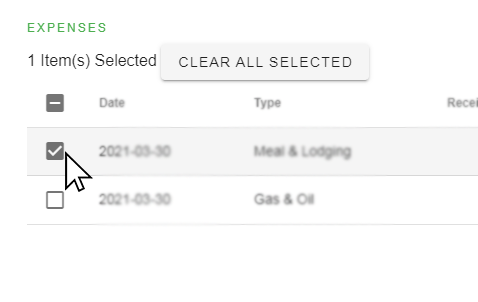 EXPENSES
1 Item(s) Selected CLEAR ALL SELECTED
Date Type Recei
2021-03-30 Meal & Lodging
2021-03-30 Gas & Oil